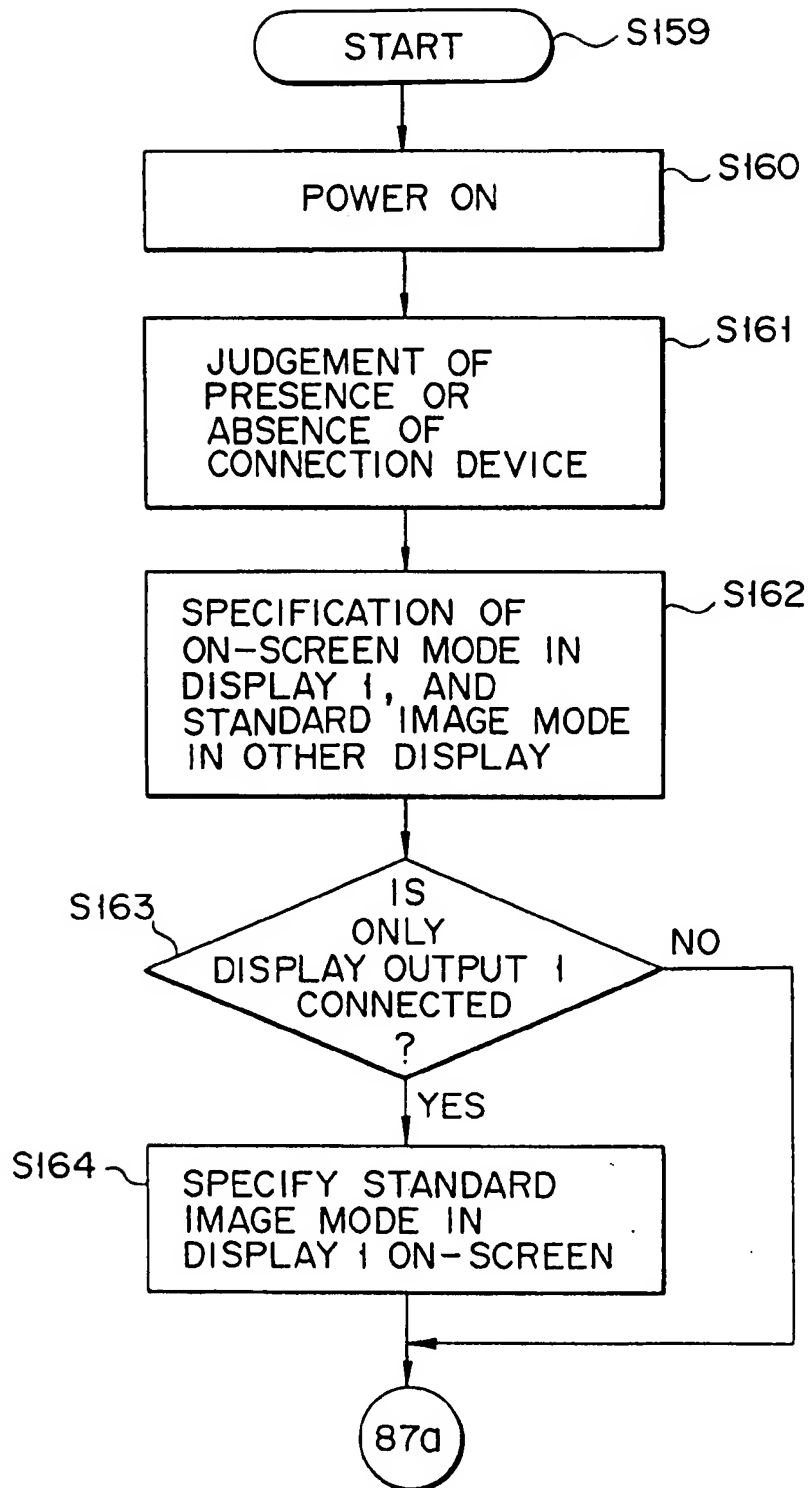 START
S159
POWER ON
S160
JUDGEMENT OF
PRESENCE OR
ABSENCE OF
CONNECTION DEVICE
S161
SPECIFICATION OF
ON-SCREEN MODE IN
DISPLAY 1, AND
STANDARD IMAGE MODE
IN OTHER DISPLAY
S162
S163
IS
ONLY
DISPLAY OUTPUT 1
CONNECTED
?
NO
YES
S164
SPECIFY STANDARD
IMAGE MODE IN
DISPLAY 1 ON-SCREEN
87a